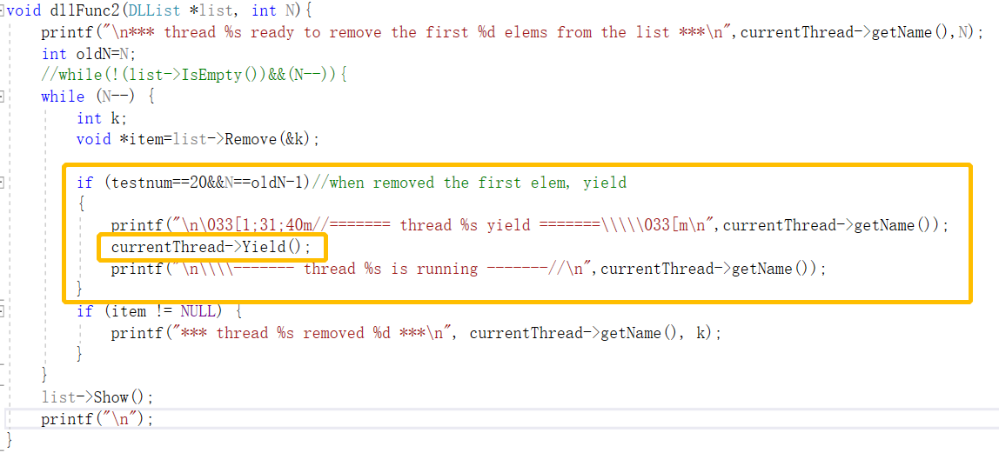 void dllFunc2(DLList *list, int N){
    printf("\n*** thread %s ready to remove the first %d elems from the list ***\n",currentThread->getName(),N);
    int oldN=N;
    //while(!(list->IsEmpty())&&(N--)){
    while (N--) {
        int k;
        void *item=list->Remove(&k);
        if (testnum==20&&N==oldN-1)//when removed the first elem, yield
        {
            printf("\n\033[1;31;40m//======= thread %s yield =======\\\\\033[m\n",currentThread->getName());
            currentThread->Yield();
            printf("\n\\\\------- thread %s is running -------//\n",currentThread->getName());
        }
        if (item != NULL) {
            printf("*** thread %s removed %d ***\n", currentThread->getName(), k);
        }
    }
    list->Show();
    printf("\n");
}